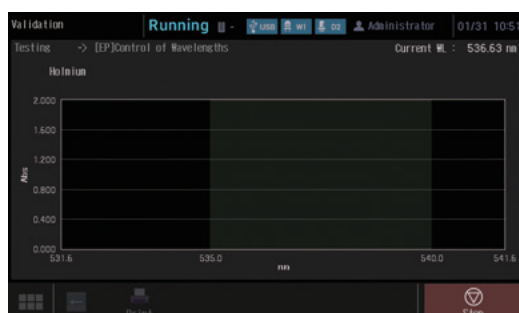 Validation Running - USB WI D2 Administrator 01/31 10:51
Testing -> [EP]Control of Wavelengths Current WL : 536.63 nm
Holmium
2.000
1.600
1.200
Abs
0.800
0.400
0.000
531.6 535.0 540.0 541.6
nm
Print Stop